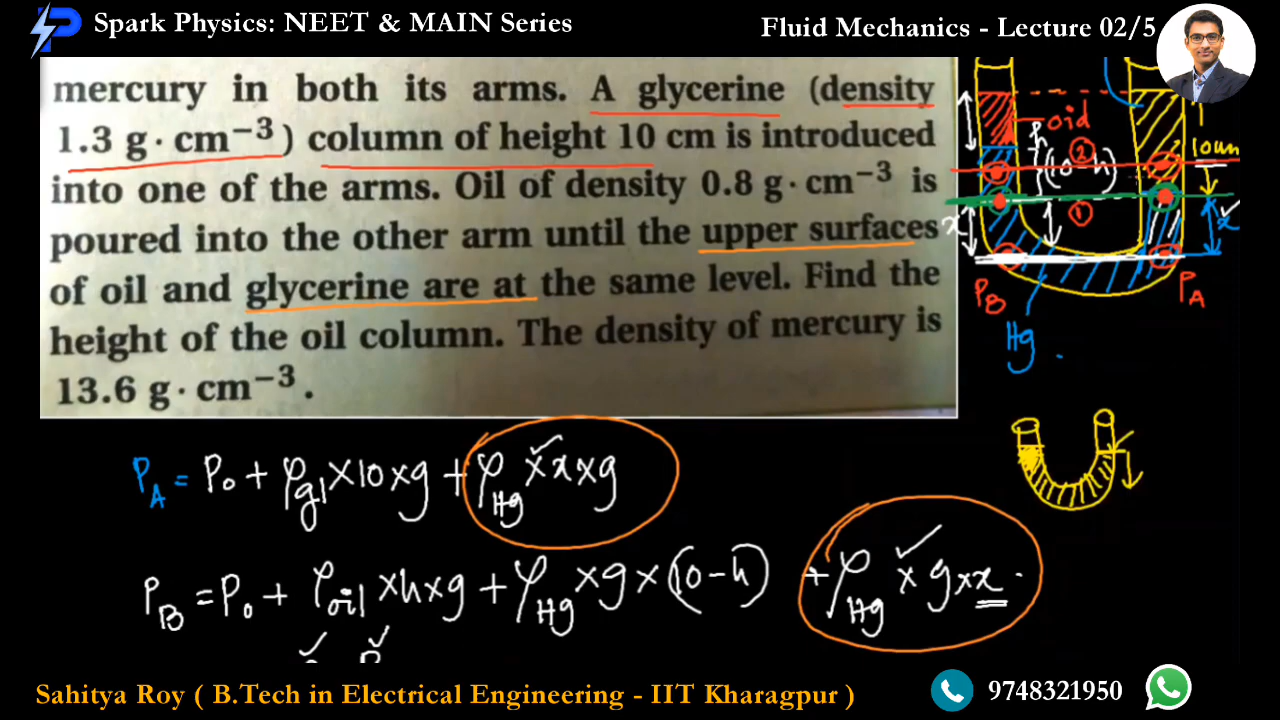 Spark Physics: NEET & MAIN Series
Fluid Mechanics - Lecture 02/5
mercury in both its arms. A glycerine (density
1.3 g · cm⁻³) column of height 10 cm is introduced
into one of the arms. Oil of density 0.8 g · cm⁻³ is
poured into the other arm until the upper surfaces
of oil and glycerine are at the same level. Find the
height of the oil column. The density of mercury is
13.6 g · cm⁻³.
oil
h
②
(10-h)
10cm
①
x
x
P_B
P_A
Hg
P_A = P₀ + ρ_gl × 10 × g + ρ_Hg × x × g
P_B = P₀ + ρ_oil × h × g + ρ_Hg × g × (10-h) + ρ_Hg × g × x
Sahitya Roy ( B.Tech in Electrical Engineering - IIT Kharagpur )
9748321950